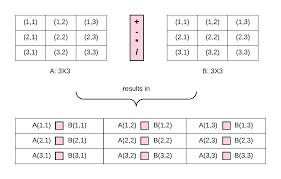 (1,1) (1,2) (1,3) + (1,1) (1,2) (1,3)
(2,1) (2,2) (2,3) - (2,1) (2,2) (2,3)
(3,1) (3,2) (3,3) * / (3,1) (3,2) (3,3)
A: 3X3 B: 3X3
results in
A(1,1) B(1,1) A(1,2) B(1,2) A(1,3) B(1,3)
A(2,1) B(2,1) A(2,2) B(2,2) A(2,3) B(2,3)
A(3,1) B(3,1) A(3,2) B(3,2) A(3,3) B(3,3)